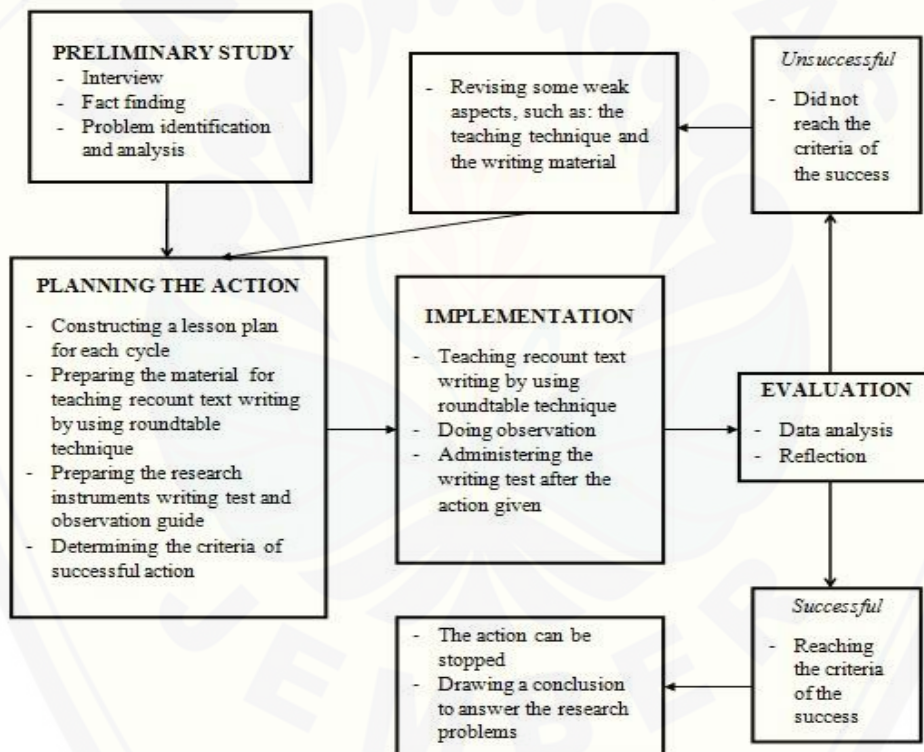 PRELIMINARY STUDY
- Interview
- Fact finding
- Problem identification
and analysis
- Revising some weak
aspects, such as: the
teaching technique and
the writing material
Unsuccessful
- Did not
reach the
criteria of
the success
PLANNING THE ACTION
- Constructing a lesson plan
for each cycle
- Preparing the material for
teaching recount text writing
by using roundtable
technique
- Preparing the research
instruments writing test and
observation guide
- Determining the criteria of
successful action
IMPLEMENTATION
- Teaching recount text
writing by using
roundtable technique
- Doing observation
- Administering the
writing test after the
action given
EVALUATION
- Data analysis
- Reflection
- The action can be
stopped
- Drawing a conclusion
to answer the research
problems
Successful
- Reaching
the criteria
of the
success
JEMBER